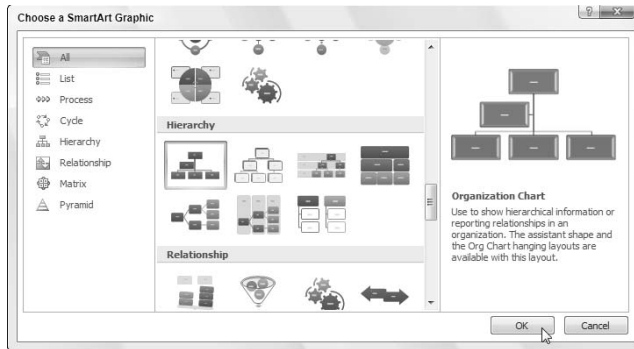 Choose a SmartArt Graphic
All
List
Process
Cycle
Hierarchy
Relationship
Matrix
Pyramid
Hierarchy
Relationship
Organization Chart
Use to show hierarchical information or
reporting relationships in an
organization. The assistant shape and
the Org Chart hanging layouts are
available with this layout.
OK
Cancel